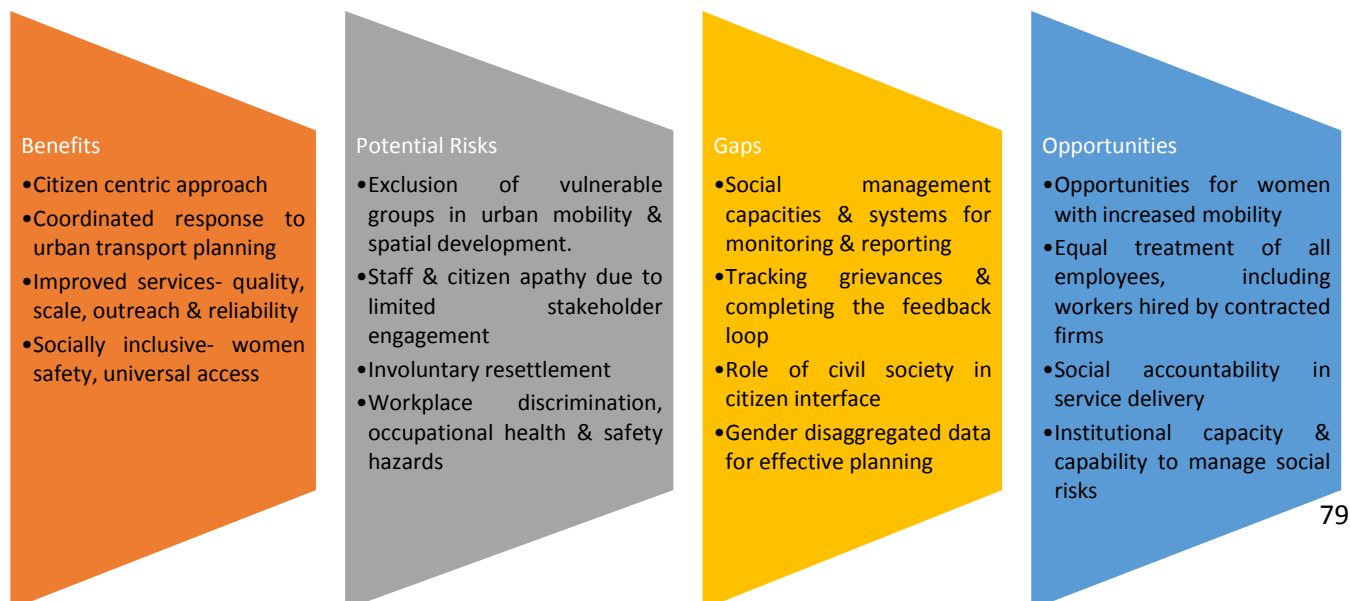 Benefits
•Citizen centric approach
•Coordinated response to
urban transport planning
•Improved services- quality,
scale, outreach & reliability
•Socially inclusive- women
safety, universal access
Potential Risks
•Exclusion of vulnerable
groups in urban mobility &
spatial development.
•Staff & citizen apathy due to
limited stakeholder
engagement
•Involuntary resettlement
•Workplace discrimination,
occupational health & safety
hazards
Gaps
•Social management
capacities & systems for
monitoring & reporting
•Tracking grievances &
completing the feedback
loop
•Role of civil society in
citizen interface
•Gender disaggregated data
for effective planning
Opportunities
•Opportunities for women
with increased mobility
•Equal treatment of all
employees, including
workers hired by contracted
firms
•Social accountability in
service delivery
•Institutional capacity &
capability to manage social
risks
79